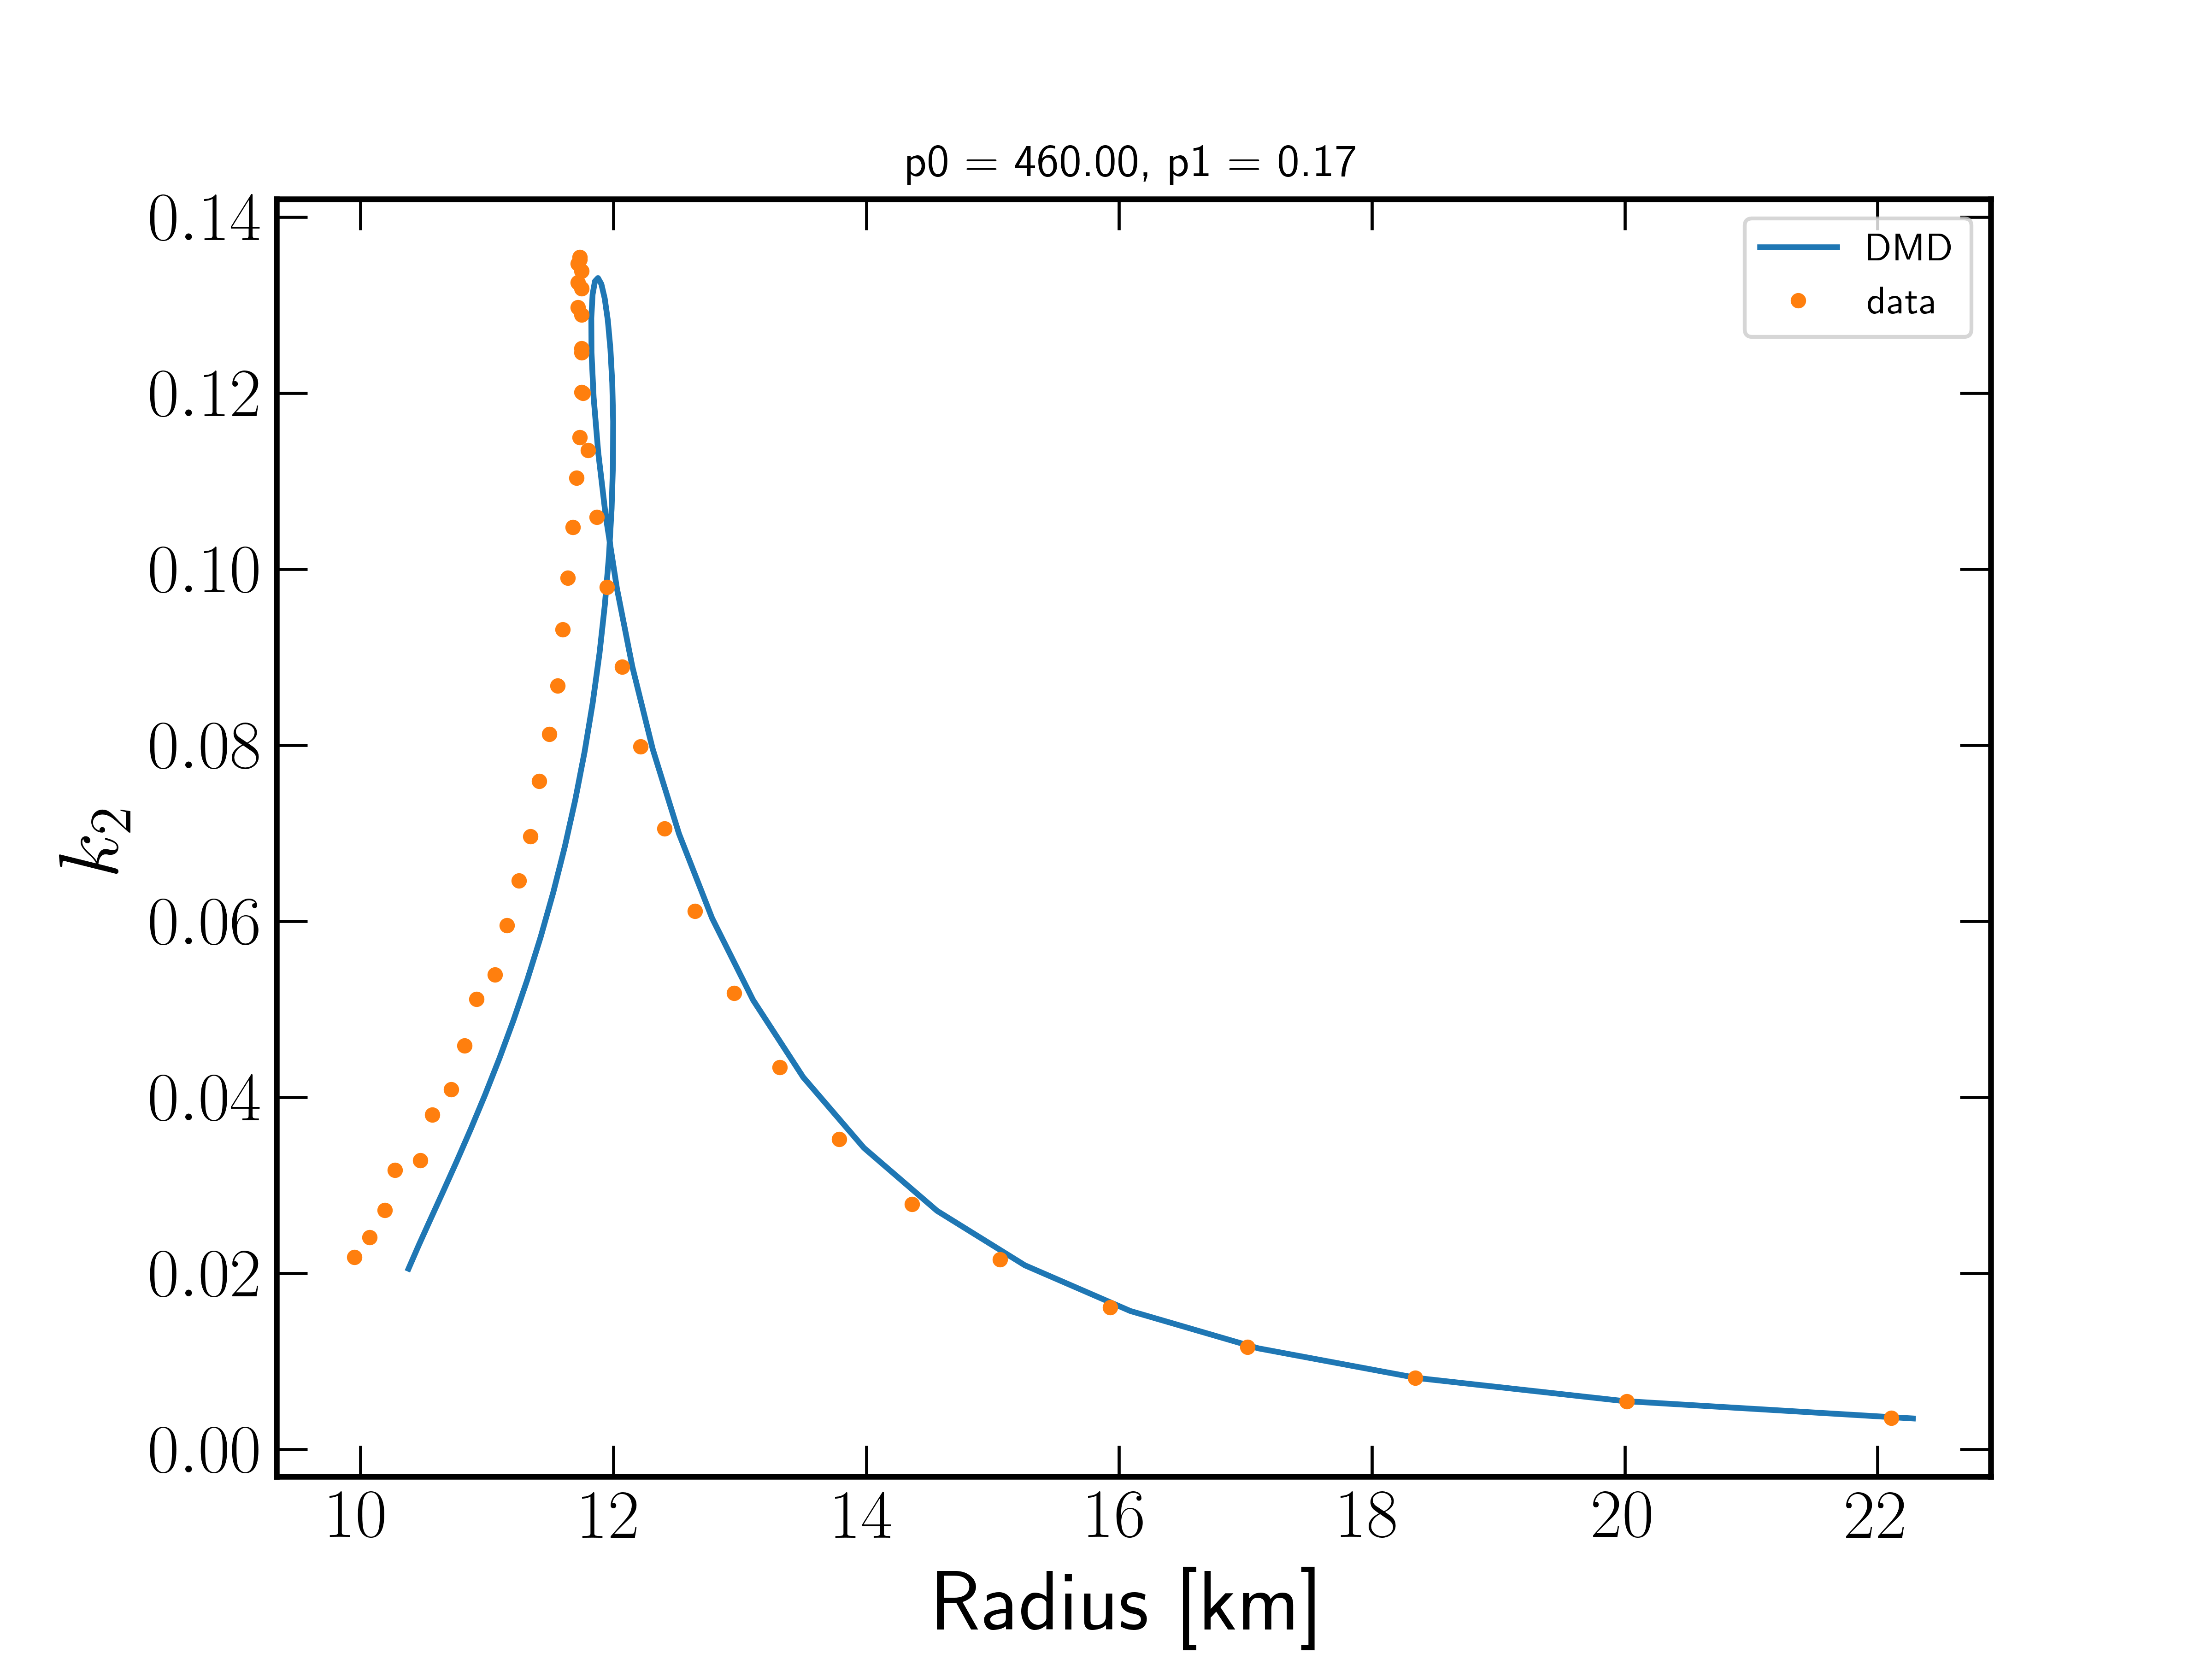 p0 = 460.00, p1 = 0.17
DMD
data
0.14
0.12
0.10
0.08
0.06
0.04
0.02
0.00
k₂
10 12 14 16 18 20 22
Radius [km]